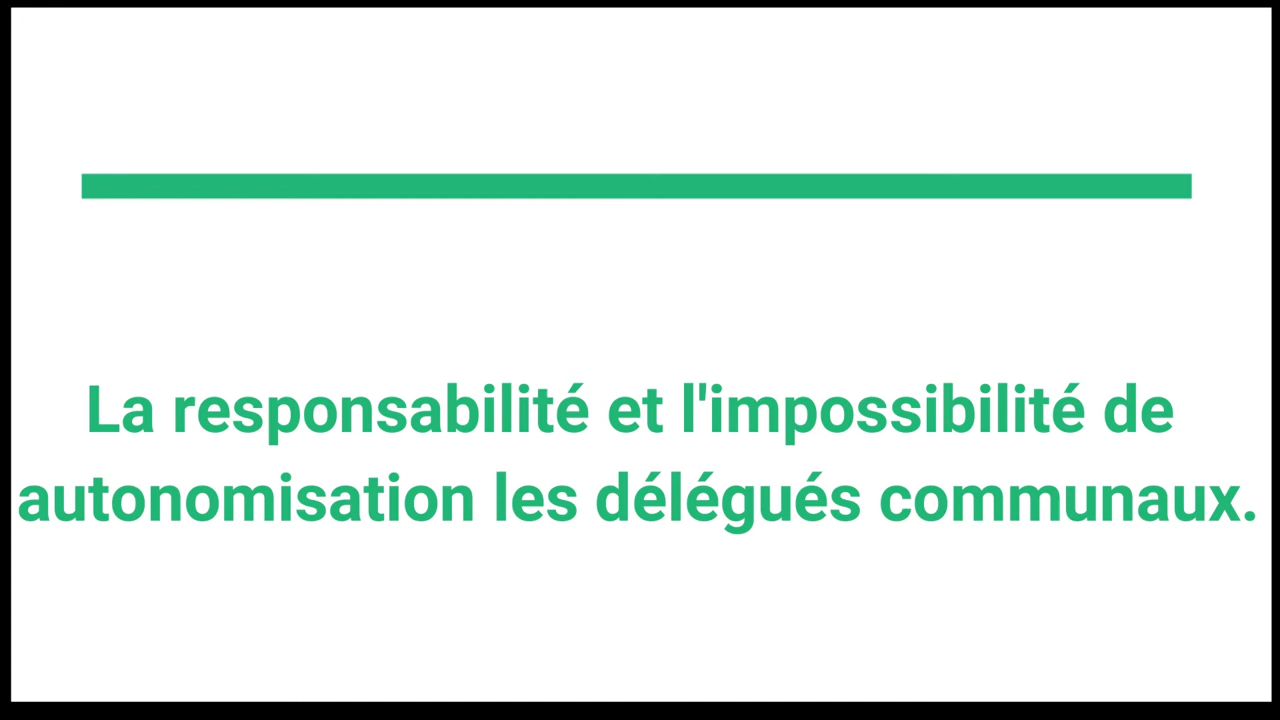 La responsabilité et l'impossibilité de
autonomisation les délégués communaux.